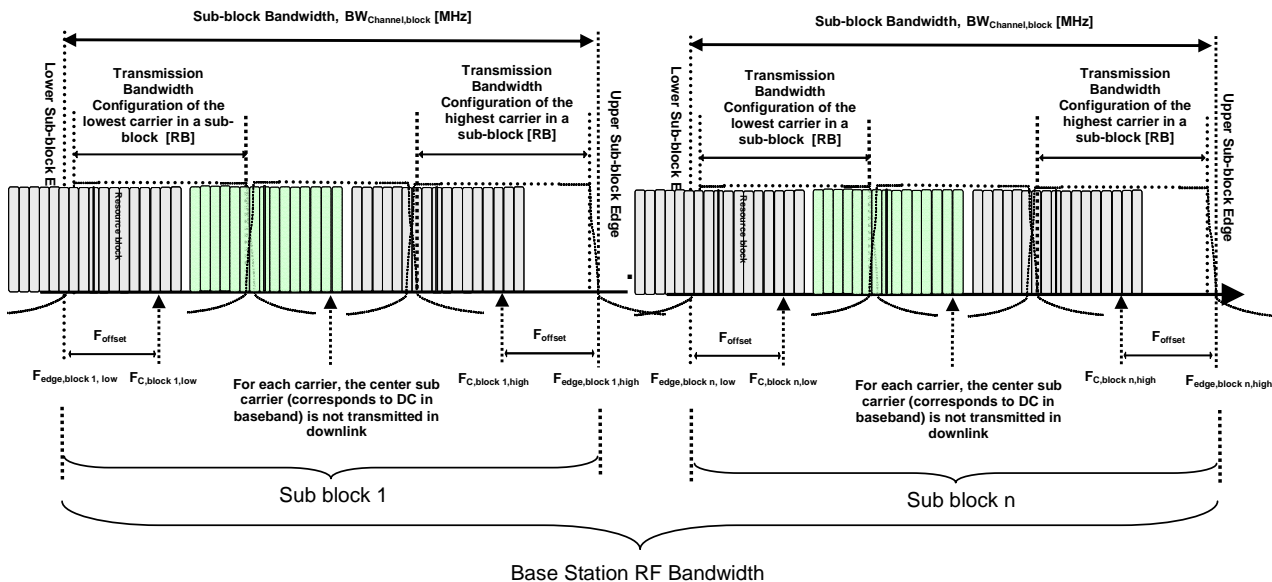 Sub-block Bandwidth, BWChannel,block [MHz]
Lower Sub-block E
Transmission
Bandwidth
Configuration of the
lowest carrier in a sub-
block [RB]
Transmission
Bandwidth
Configuration of the
highest carrier in a
sub-block [RB]
Upper Sub-block Edge
Resource block
Foffset
Foffset
Fedge,block 1, low
FC,block 1,low
For each carrier, the center sub
carrier (corresponds to DC in
baseband) is not transmitted in
downlink
FC,block 1,high
Fedge,block 1,high
Sub block 1
Sub-block Bandwidth, BWChannel,block [MHz]
Lower Sub-block E
Transmission
Bandwidth
Configuration of the
lowest carrier in a sub-
block [RB]
Transmission
Bandwidth
Configuration of the
highest carrier in a
sub-block [RB]
Upper Sub-block Edge
Resource block
Foffset
Foffset
Fedge,block n, low
FC,block n,low
For each carrier, the center sub
carrier (corresponds to DC in
baseband) is not transmitted in
downlink
FC,block n,high
Fedge,block n,high
Sub block n
Base Station RF Bandwidth